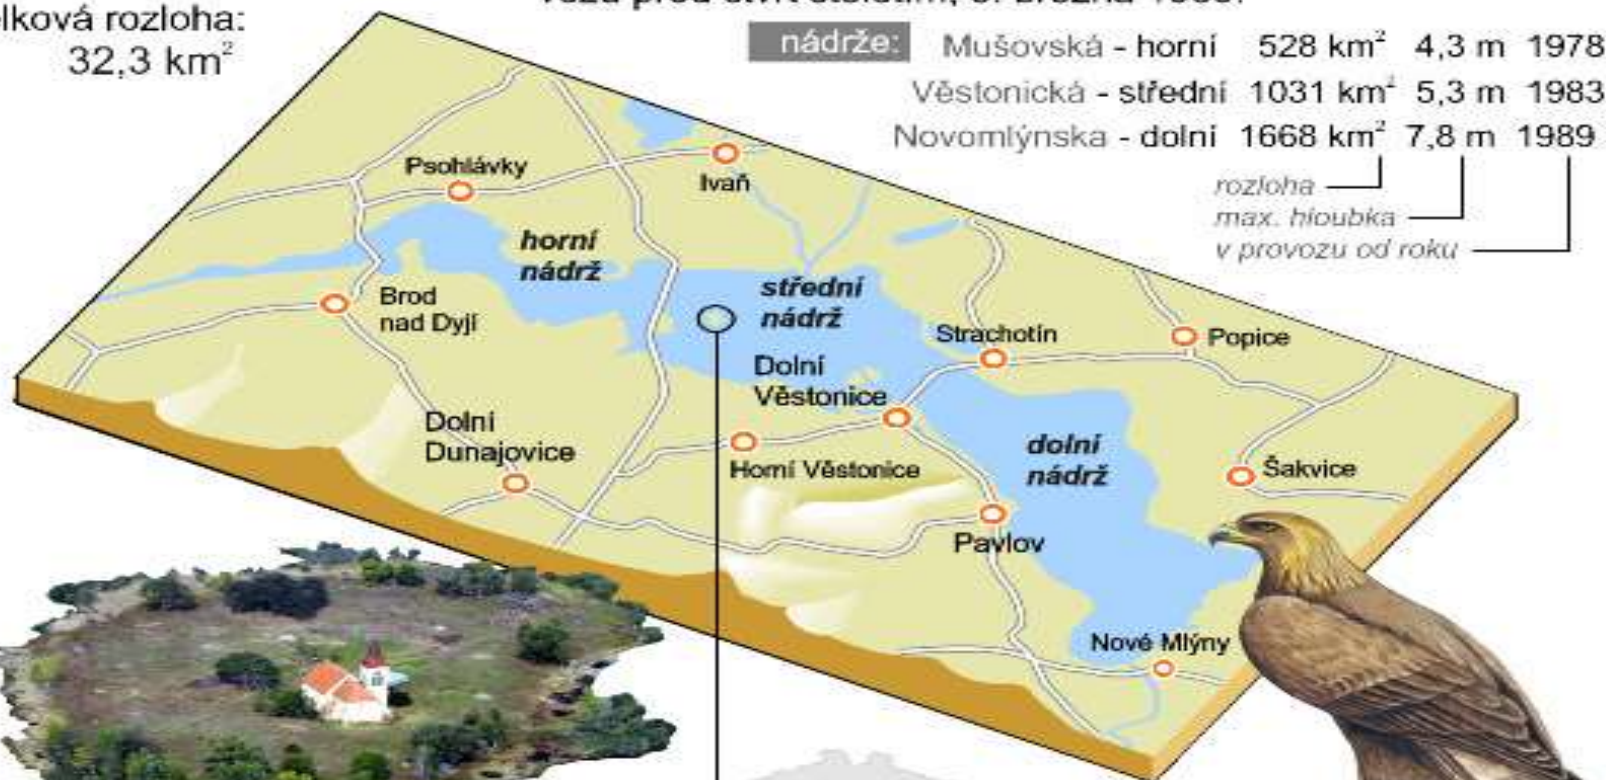 lková rozloha:
32,3 km²
nádrže:
Mušovská - horní 528 km² 4,3 m 1978
Věstonická - střední 1031 km² 5,3 m 1983
Novomlýnska - dolní 1668 km² 7,8 m 1989
rozloha
max. hloubka
v provozu od roku
Psohlávky
Ivaň
horní
nádrž
střední
nádrž
Brod
nad Dyjí
Strachotín
Popice
Dolní
Věstonice
Dolní
Dunajovice
Horní Věstonice
dolní
nádrž
Šakvice
Pavlov
Nové Mlýny